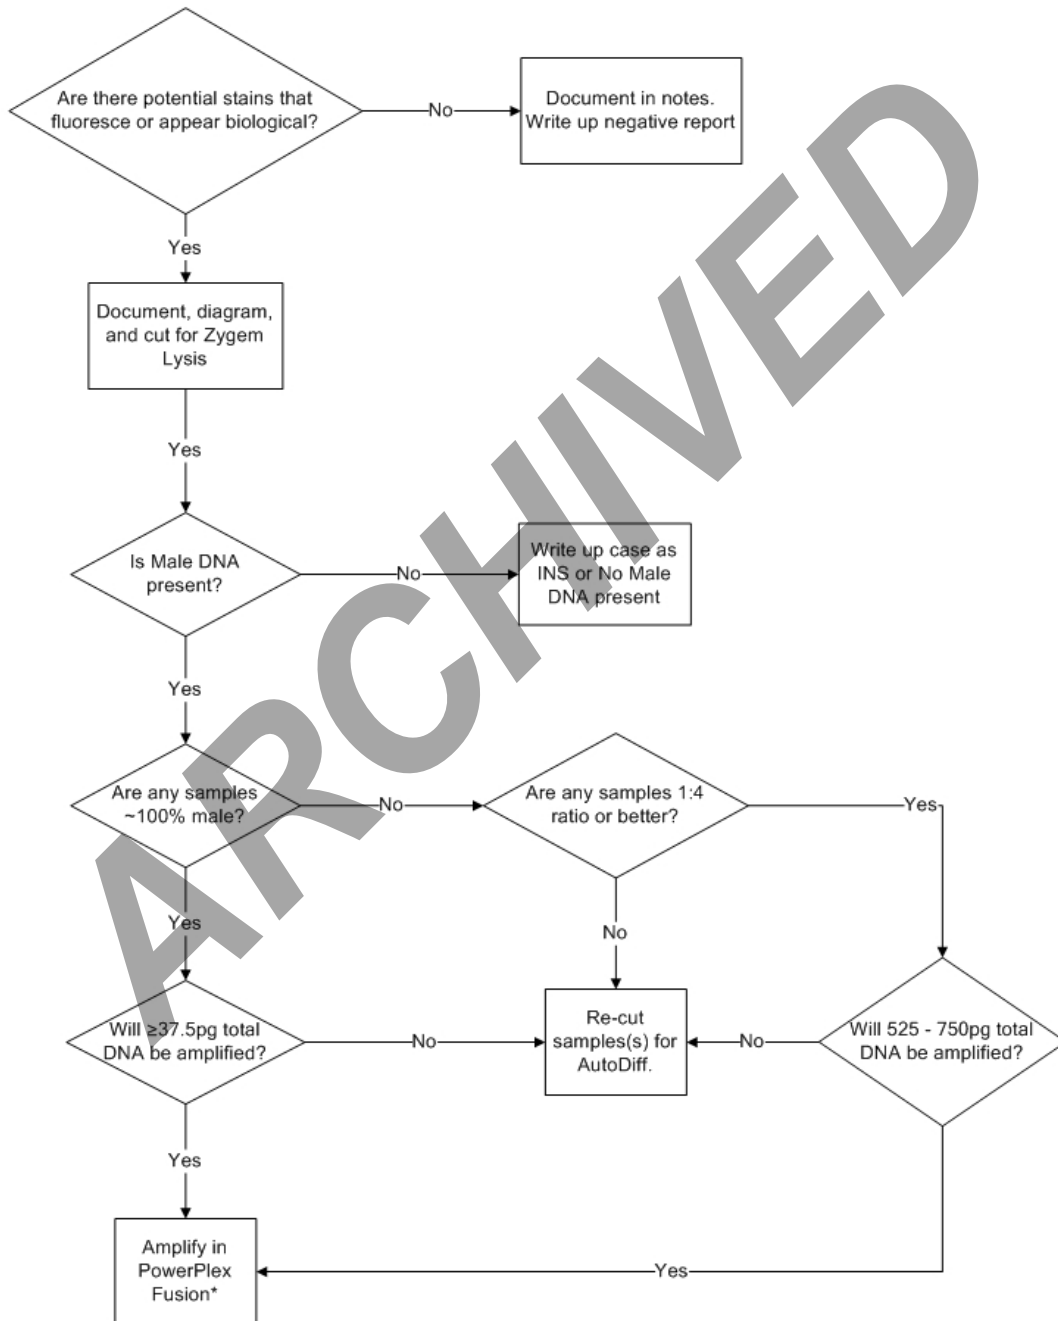 Are there potential stains that
fluoresce or appear biological?
No
Document in notes.
Write up negative report
Yes
Document, diagram,
and cut for Zygem
Lysis
Yes
Is Male DNA
present?
No
Write up case as
INS or No Male
DNA present
Yes
Are any samples
~100% male?
No
Are any samples 1:4
ratio or better?
Yes
Yes
No
Will ≥37.5pg total
DNA be amplified?
No
Re-cut
samples(s) for
AutoDiff.
No
Will 525 - 750pg total
DNA be amplified?
Yes
Amplify in
PowerPlex
Fusion*
Yes
ARCHIVED